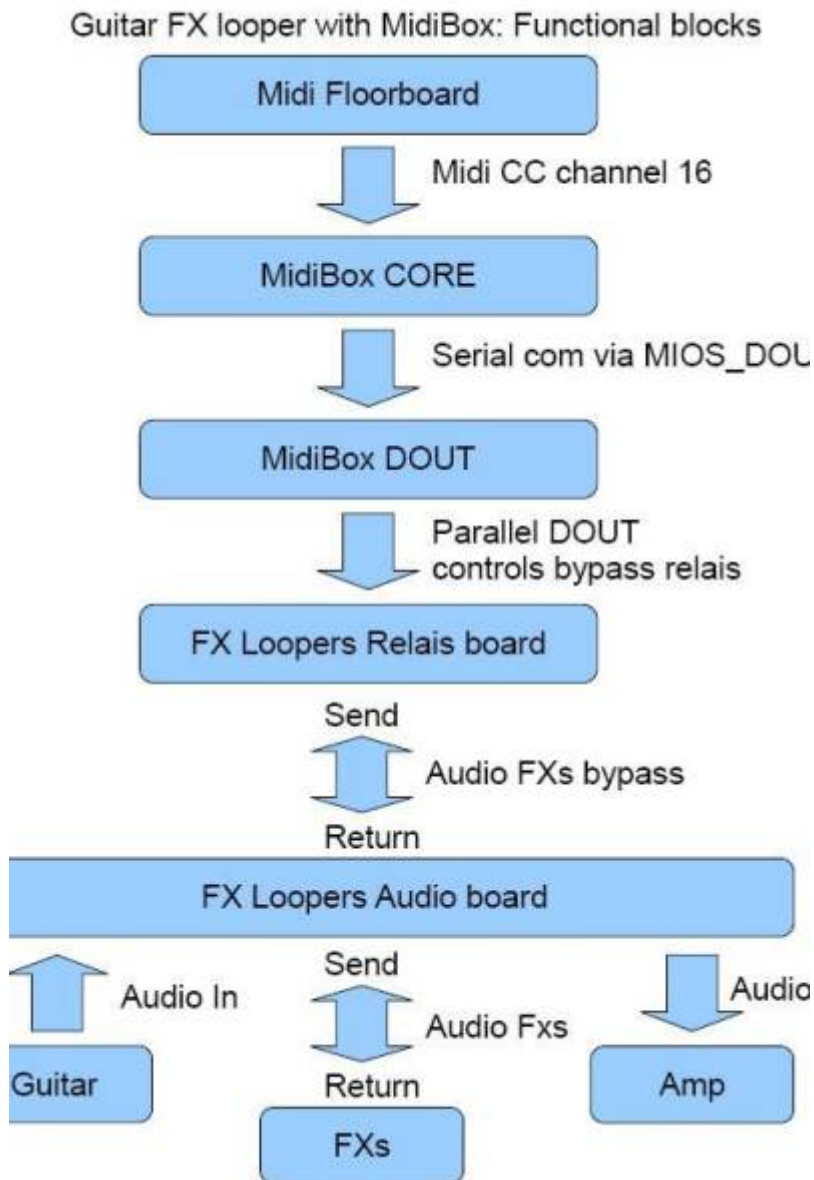 Guitar FX looper with MidiBox: Functional blocks
Midi Floorboard
Midi CC channel 16
MidiBox CORE
Serial com via MIOS_DOU
MidiBox DOUT
Parallel DOUT
controls bypass relais
FX Loopers Relais board
Send
Audio FXs bypass
Return
FX Loopers Audio board
Audio In
Send
Audio Fxs
Return
Audio
Guitar
FXs
Amp